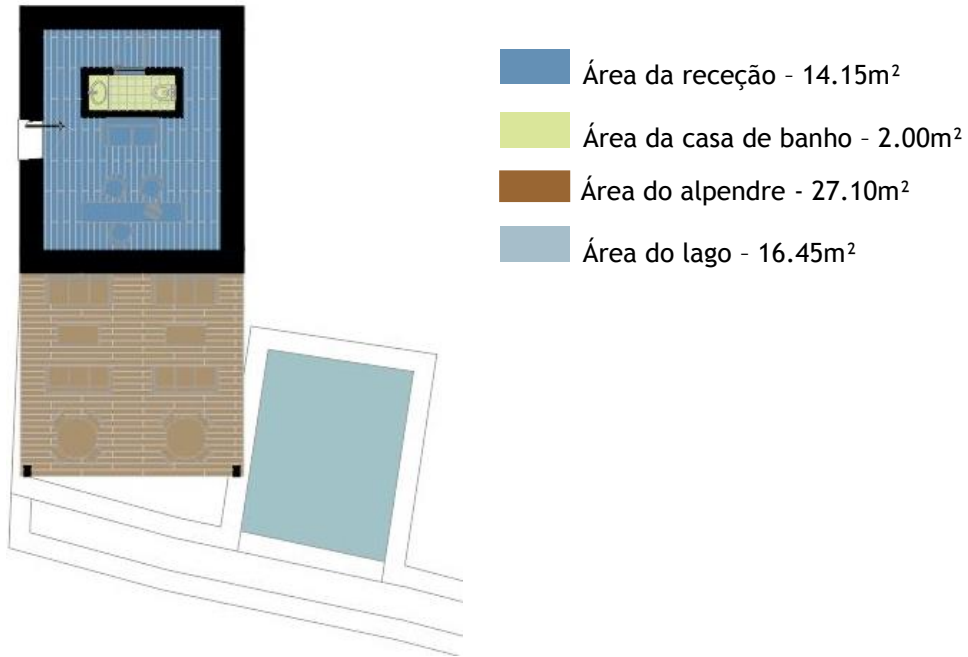 Área da receção – 14.15m²
Área da casa de banho – 2.00m²
Área do alpendre - 27.10m²
Área do lago – 16.45m²